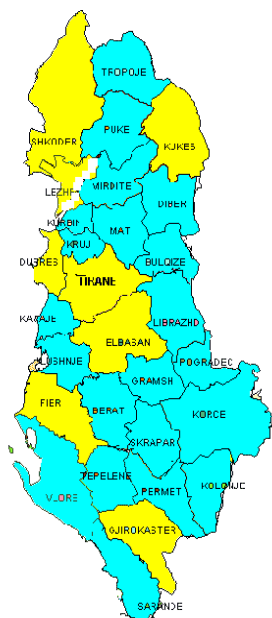 TROPOJE
PUKE
SHKODER
KUKES
LEZHE
MIRDITE
DIBER
KURBIN
MAT
KRUJ
DURRES
BULQIZE
TIRANE
KAVAJE
LIBRAZHD
ELBASAN
LUSHNJE
POGRADEC
GRAMSH
FIER
BERAT
KORCE
SKRAPAR
TEPELENE
KOLONJE
VLORE
PERMET
GJIROKASTER
SARANDE